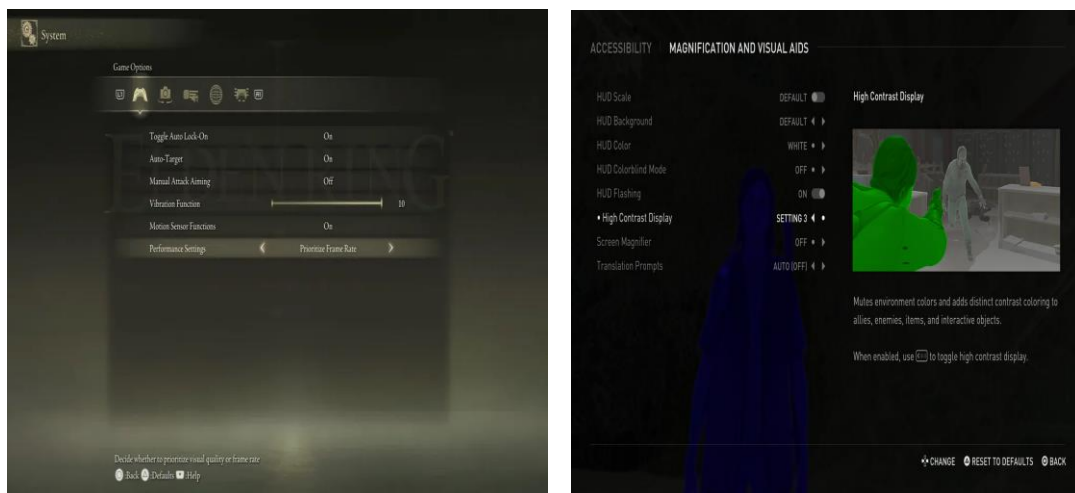 System
Game Options
L1
R1
Toggle Auto Lock-On On
Auto-Target On
Manual Attack Aiming Off
Vibration Function 10
Motion Sensor Functions On
Performance Settings Prioritize Frame Rate
ELDEN RING
Decide whether to prioritize visual quality or frame rate
:Back :Defaults :Help
ACCESSIBILITY MAGNIFICATION AND VISUAL AIDS
HUD Scale DEFAULT
HUD Background DEFAULT
HUD Color WHITE
HUD Colorblind Mode OFF
HUD Flashing ON
• High Contrast Display SETTING 3
Screen Magnifier OFF
Translation Prompts AUTO (OFF)
High Contrast Display
Mutes environment colors and adds distinct contrast coloring to
allies, enemies, items, and interactive objects.
When enabled, use to toggle high contrast display.
CHANGE RESET TO DEFAULTS BACK